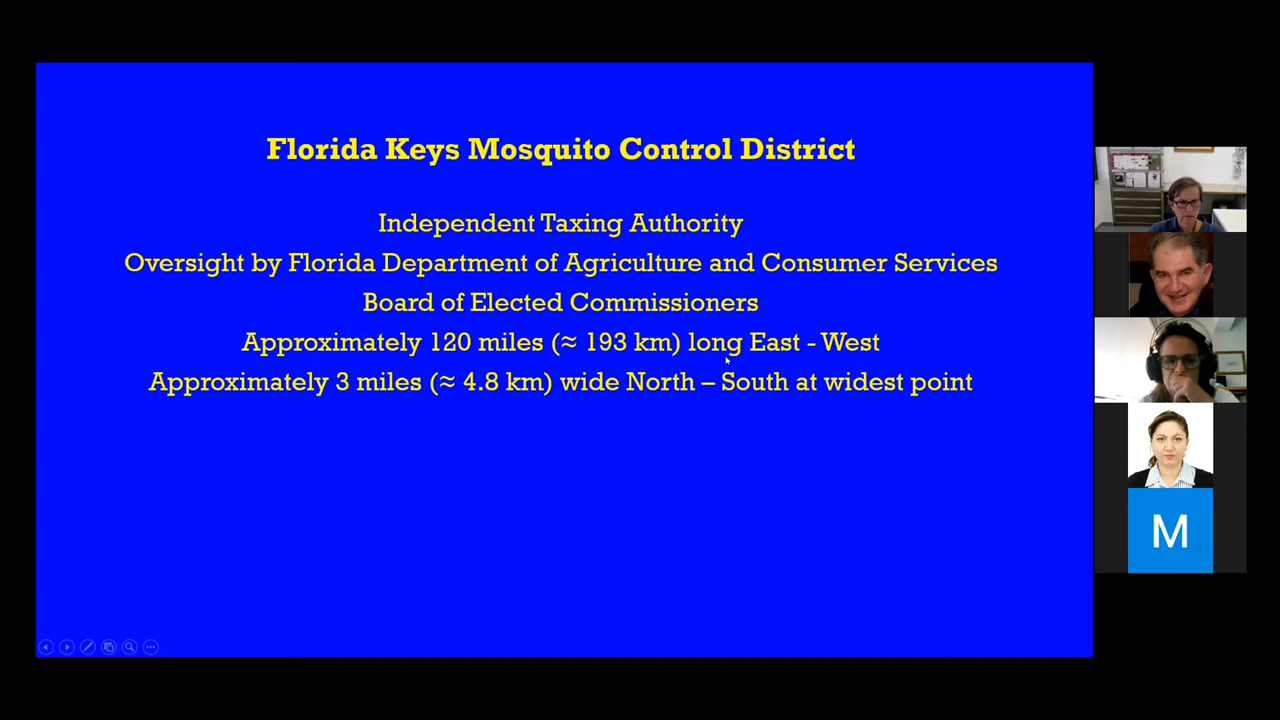 Florida Keys Mosquito Control District
Independent Taxing Authority
Oversight by Florida Department of Agriculture and Consumer Services
Board of Elected Commissioners
Approximately 120 miles (≈ 193 km) long East - West
Approximately 3 miles (≈ 4.8 km) wide North – South at widest point
M